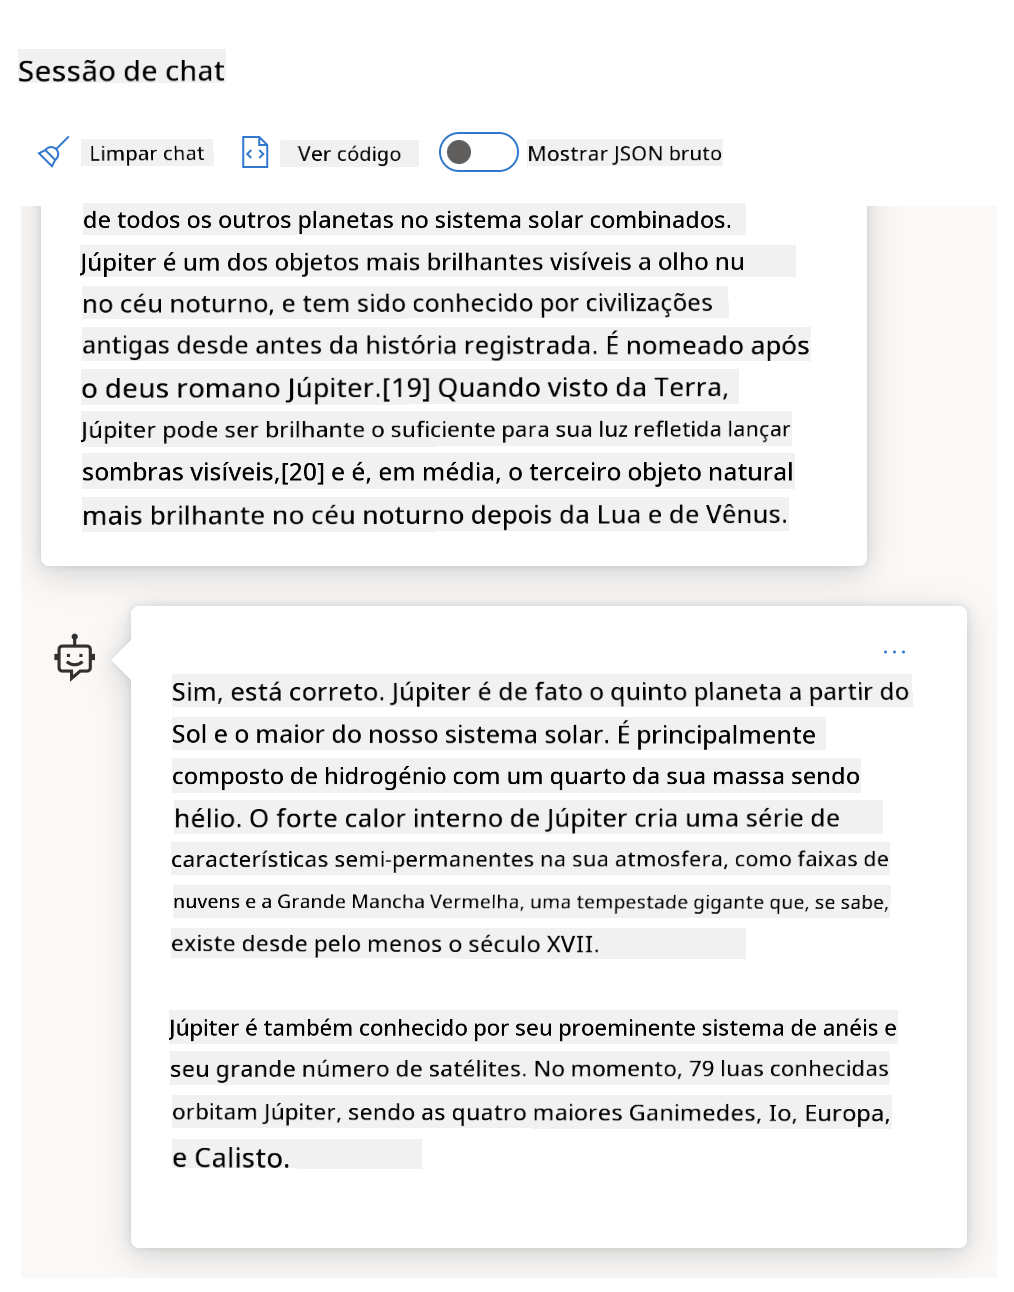 Sessão de chat
Limpar chat Ver código Mostrar JSON bruto
de todos os outros planetas no sistema solar combinados.
Júpiter é um dos objetos mais brilhantes visíveis a olho nu
no céu noturno, e tem sido conhecido por civilizações
antigas desde antes da história registrada. É nomeado após
o deus romano Júpiter.[19] Quando visto da Terra,
Júpiter pode ser brilhante o suficiente para sua luz refletida lançar
sombras visíveis,[20] e é, em média, o terceiro objeto natural
mais brilhante no céu noturno depois da Lua e de Vênus.
Sim, está correto. Júpiter é de fato o quinto planeta a partir do
Sol e o maior do nosso sistema solar. É principalmente
composto de hidrogénio com um quarto da sua massa sendo
hélio. O forte calor interno de Júpiter cria uma série de
características semi-permanentes na sua atmosfera, como faixas de
nuvens e a Grande Mancha Vermelha, uma tempestade gigante que, se sabe,
existe desde pelo menos o século XVII.
Júpiter é também conhecido por seu proeminente sistema de anéis e
seu grande número de satélites. No momento, 79 luas conhecidas
orbitam Júpiter, sendo as quatro maiores Ganimedes, Io, Europa,
e Calisto.